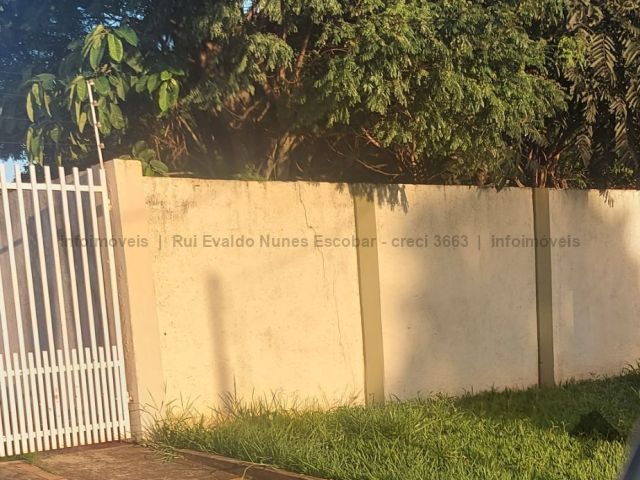 infoimóveis | Rui Evaldo Nunes Escobar - creci 3663 | infoimóveis